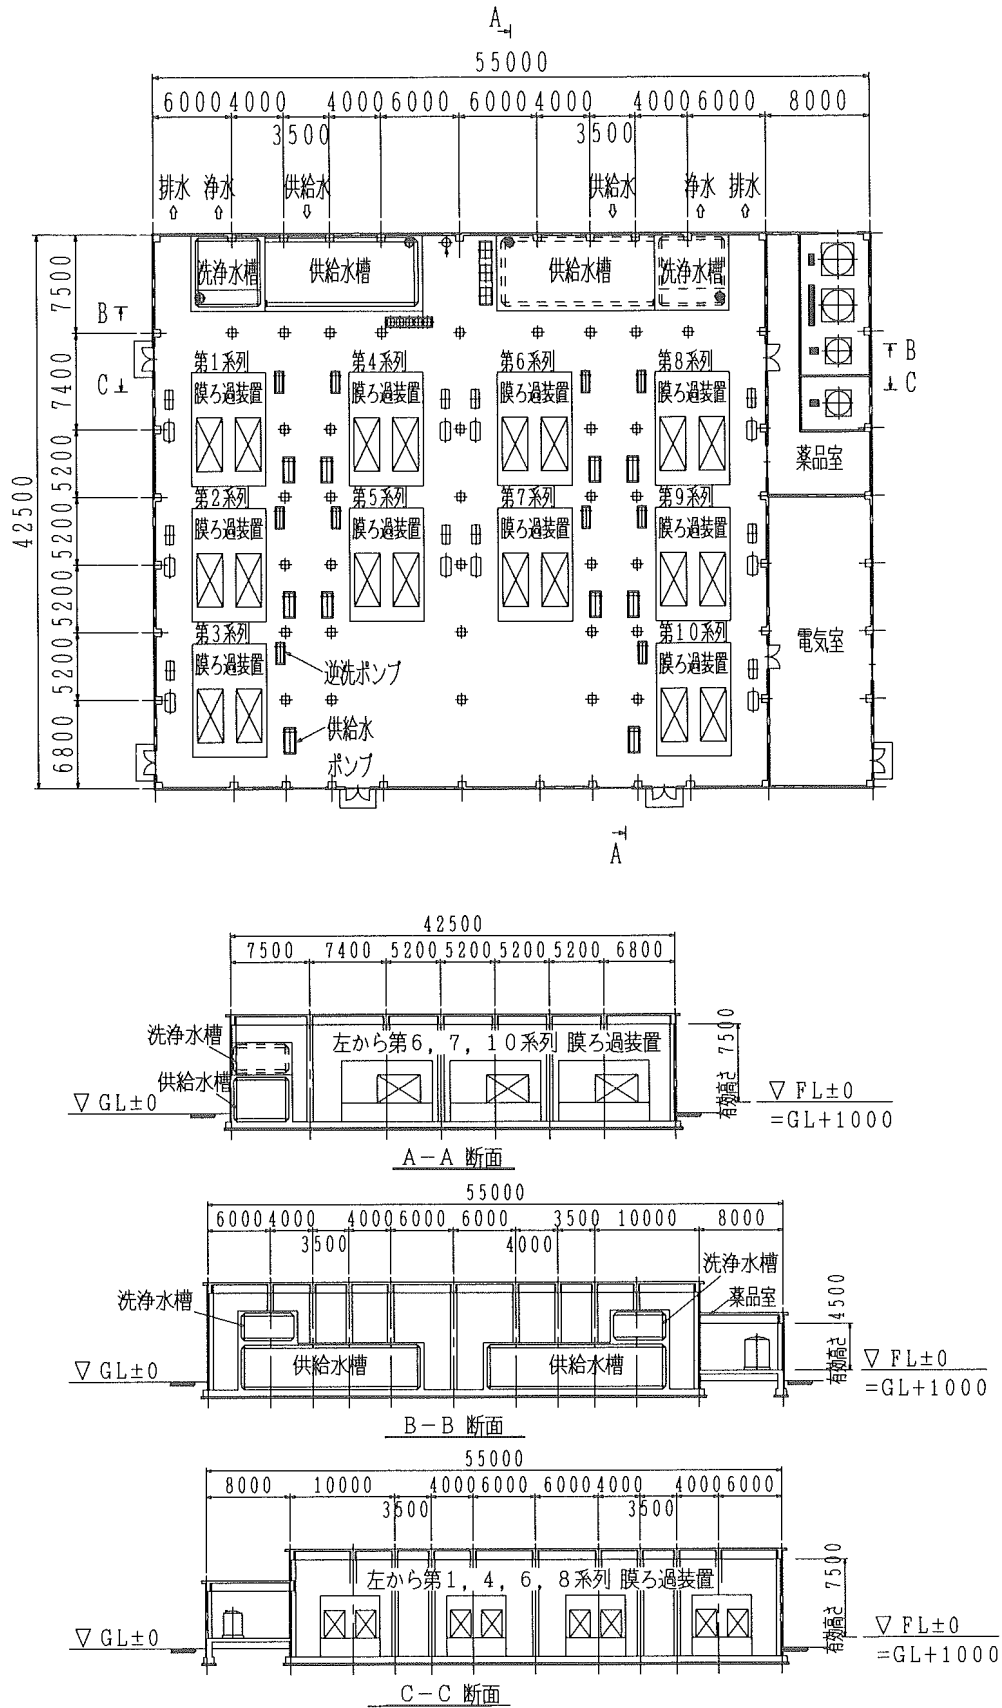 A
55000
6000 4000 4000 6000 6000 4000 4000 6000 8000
3500 3500
排水 浄水 供給水 供給水 浄水 排水
42500
7500
7400
5200
5200
5200
5200
6800
洗浄水槽 供給水槽 供給水槽 洗浄水槽
B B
C C
第1系列 第4系列 第6系列 第8系列
膜ろ過装置 膜ろ過装置 膜ろ過装置 膜ろ過装置
薬品室
第2系列 第5系列 第7系列 第9系列
膜ろ過装置 膜ろ過装置 膜ろ過装置 膜ろ過装置
第3系列 第10系列
膜ろ過装置 膜ろ過装置
電気室
逆洗ポンプ
供給水
ポンプ
A
42500
7500 7400 5200 5200 5200 5200 6800
洗浄水槽
供給水槽
左から第6，7，10系列 膜ろ過装置
有効高さ 7500
▽GL±0
▽FL±0
=GL+1000
A－A 断面
55000
6000 4000 4000 6000 6000 3500 10000 8000
3500 4000
洗浄水槽
洗浄水槽
薬品室
供給水槽 供給水槽
有効高さ 4500
▽GL±0
▽FL±0
=GL+1000
B－B 断面
55000
8000 10000 4000 6000 6000 4000 4000 6000
3500 3500
左から第1，4，6，8系列 膜ろ過装置
有効高さ 7500
▽GL±0
▽FL±0
=GL+1000
C－C 断面